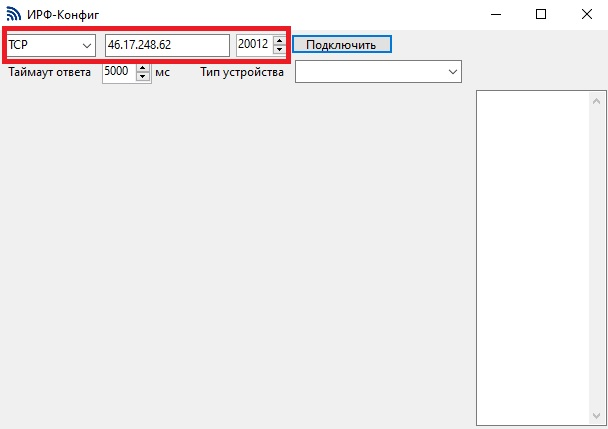 ИРФ-Конфиг
TCP 46.17.248.62 20012 Подключить
Таймаут ответа 5000 мс Тип устройства